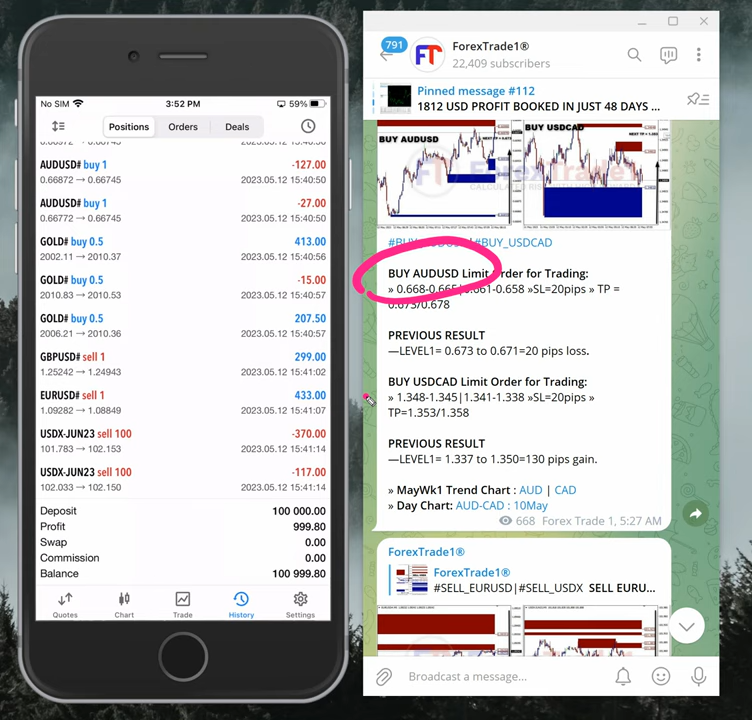 No SIM
3:52 PM
59%
Positions
Orders
Deals
AUDUSD# buy 1
-127.00
0.66872 → 0.66745
2023.05.12 15:40:50
AUDUSD# buy 1
-27.00
0.66772 → 0.66745
2023.05.12 15:40:50
GOLD# buy 0.5
413.00
2002.11 → 2010.37
2023.05.12 15:40:56
GOLD# buy 0.5
-15.00
2010.83 → 2010.53
2023.05.12 15:40:57
GOLD# buy 0.5
207.50
2006.21 → 2010.36
2023.05.12 15:40:57
GBPUSD# sell 1
299.00
1.25242 → 1.24943
2023.05.12 15:41:02
EURUSD# sell 1
433.00
1.09282 → 1.08849
2023.05.12 15:41:07
USDX-JUN23 sell 100
-370.00
101.783 → 102.153
2023.05.12 15:41:14
USDX-JUN23 sell 100
-117.00
102.033 → 102.150
2023.05.12 15:41:14
Deposit
100 000.00
Profit
999.80
Swap
0.00
Commission
0.00
Balance
100 999.80
Quotes
Chart
Trade
History
Settings
791
FT
ForexTrade1®
22,409 subscribers
Pinned message #112
1812 USD PROFIT BOOKED IN JUST 48 DAYS ...
BUY AUDUSD
BUY USDCAD
#BUY_USDCAD
BUY AUDUSD Limit Order for Trading:
» 0.668-0.665|0.661-0.658 »SL=20pips » TP =
0.673/0.678
PREVIOUS RESULT
—LEVEL1= 0.673 to 0.671=20 pips loss.
BUY USDCAD Limit Order for Trading:
» 1.348-1.345|1.341-1.338 »SL=20pips »
TP=1.353/1.358
PREVIOUS RESULT
—LEVEL1= 1.337 to 1.350=130 pips gain.
» MayWk1 Trend Chart : AUD | CAD
» Day Chart: AUD-CAD : 10May
668 Forex Trade 1, 5:27 AM
ForexTrade1®
ForexTrade1®
#SELL_EURUSD|#SELL_USDX SELL EURU...
Broadcast a message...